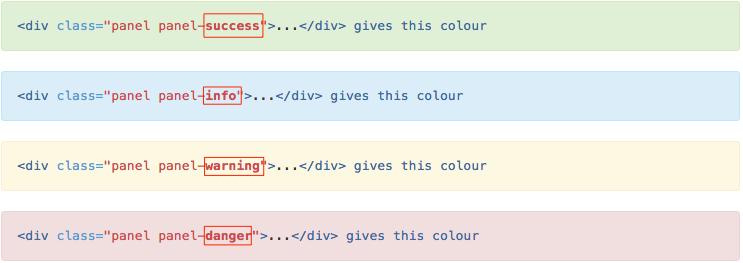 <div class="panel panel-success">...</div> gives this colour
<div class="panel panel-info">...</div> gives this colour
<div class="panel panel-warning">...</div> gives this colour
<div class="panel panel-danger">...</div> gives this colour